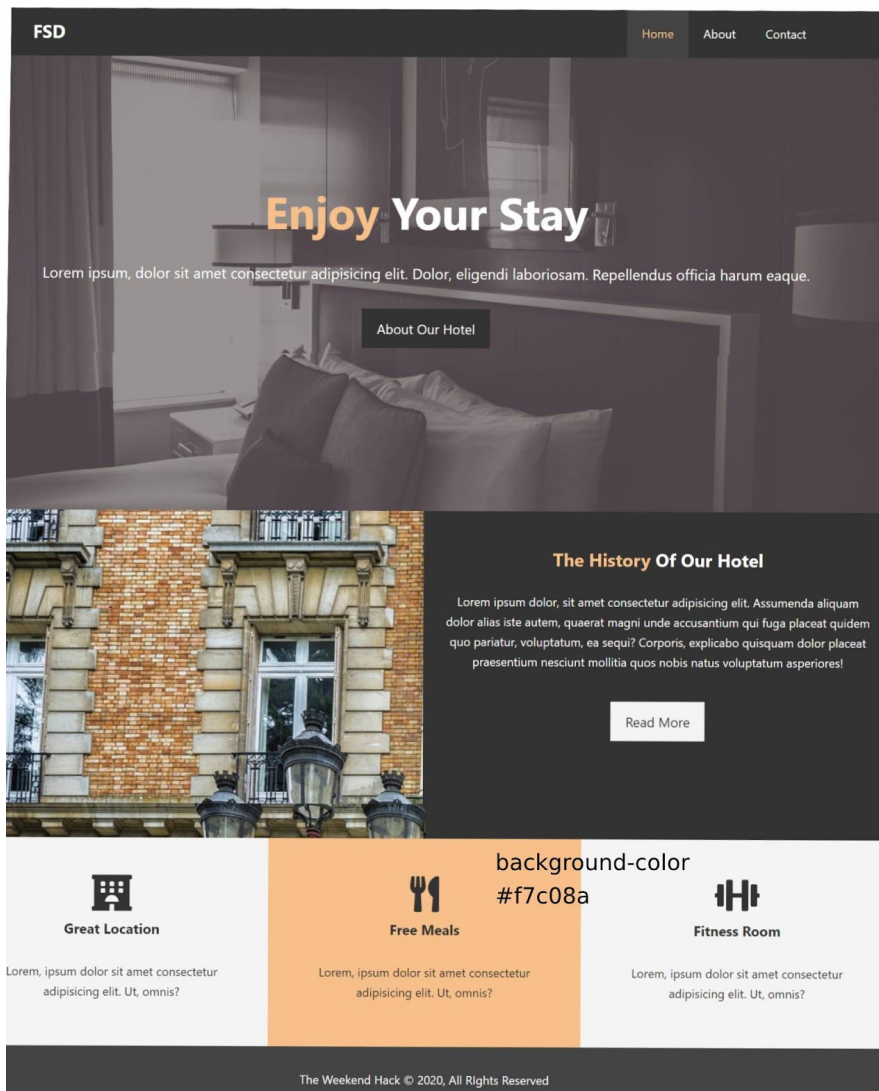 FSD
Home About Contact
Enjoy Your Stay
Lorem ipsum, dolor sit amet consectetur adipisicing elit. Dolor, eligendi laboriosam. Repellendus officia harum eaque.
About Our Hotel
The History Of Our Hotel
Lorem ipsum dolor, sit amet consectetur adipisicing elit. Assumenda aliquam
dolor alias iste autem, quaerat magni unde accusantium qui fuga placeat quidem
quo pariatur, voluptatum, ea sequi? Corporis, explicabo quisquam dolor placeat
praesentium nesciunt mollitia quos nobis natus voluptatum asperiores!
Read More
background-color
#f7c08a
Great Location
Lorem, ipsum dolor sit amet consectetur
adipisicing elit. Ut, omnis?
Free Meals
Lorem, ipsum dolor sit amet consectetur
adipisicing elit. Ut, omnis?
Fitness Room
Lorem, ipsum dolor sit amet consectetur
adipisicing elit. Ut, omnis?
The Weekend Hack © 2020, All RIghts Reserved